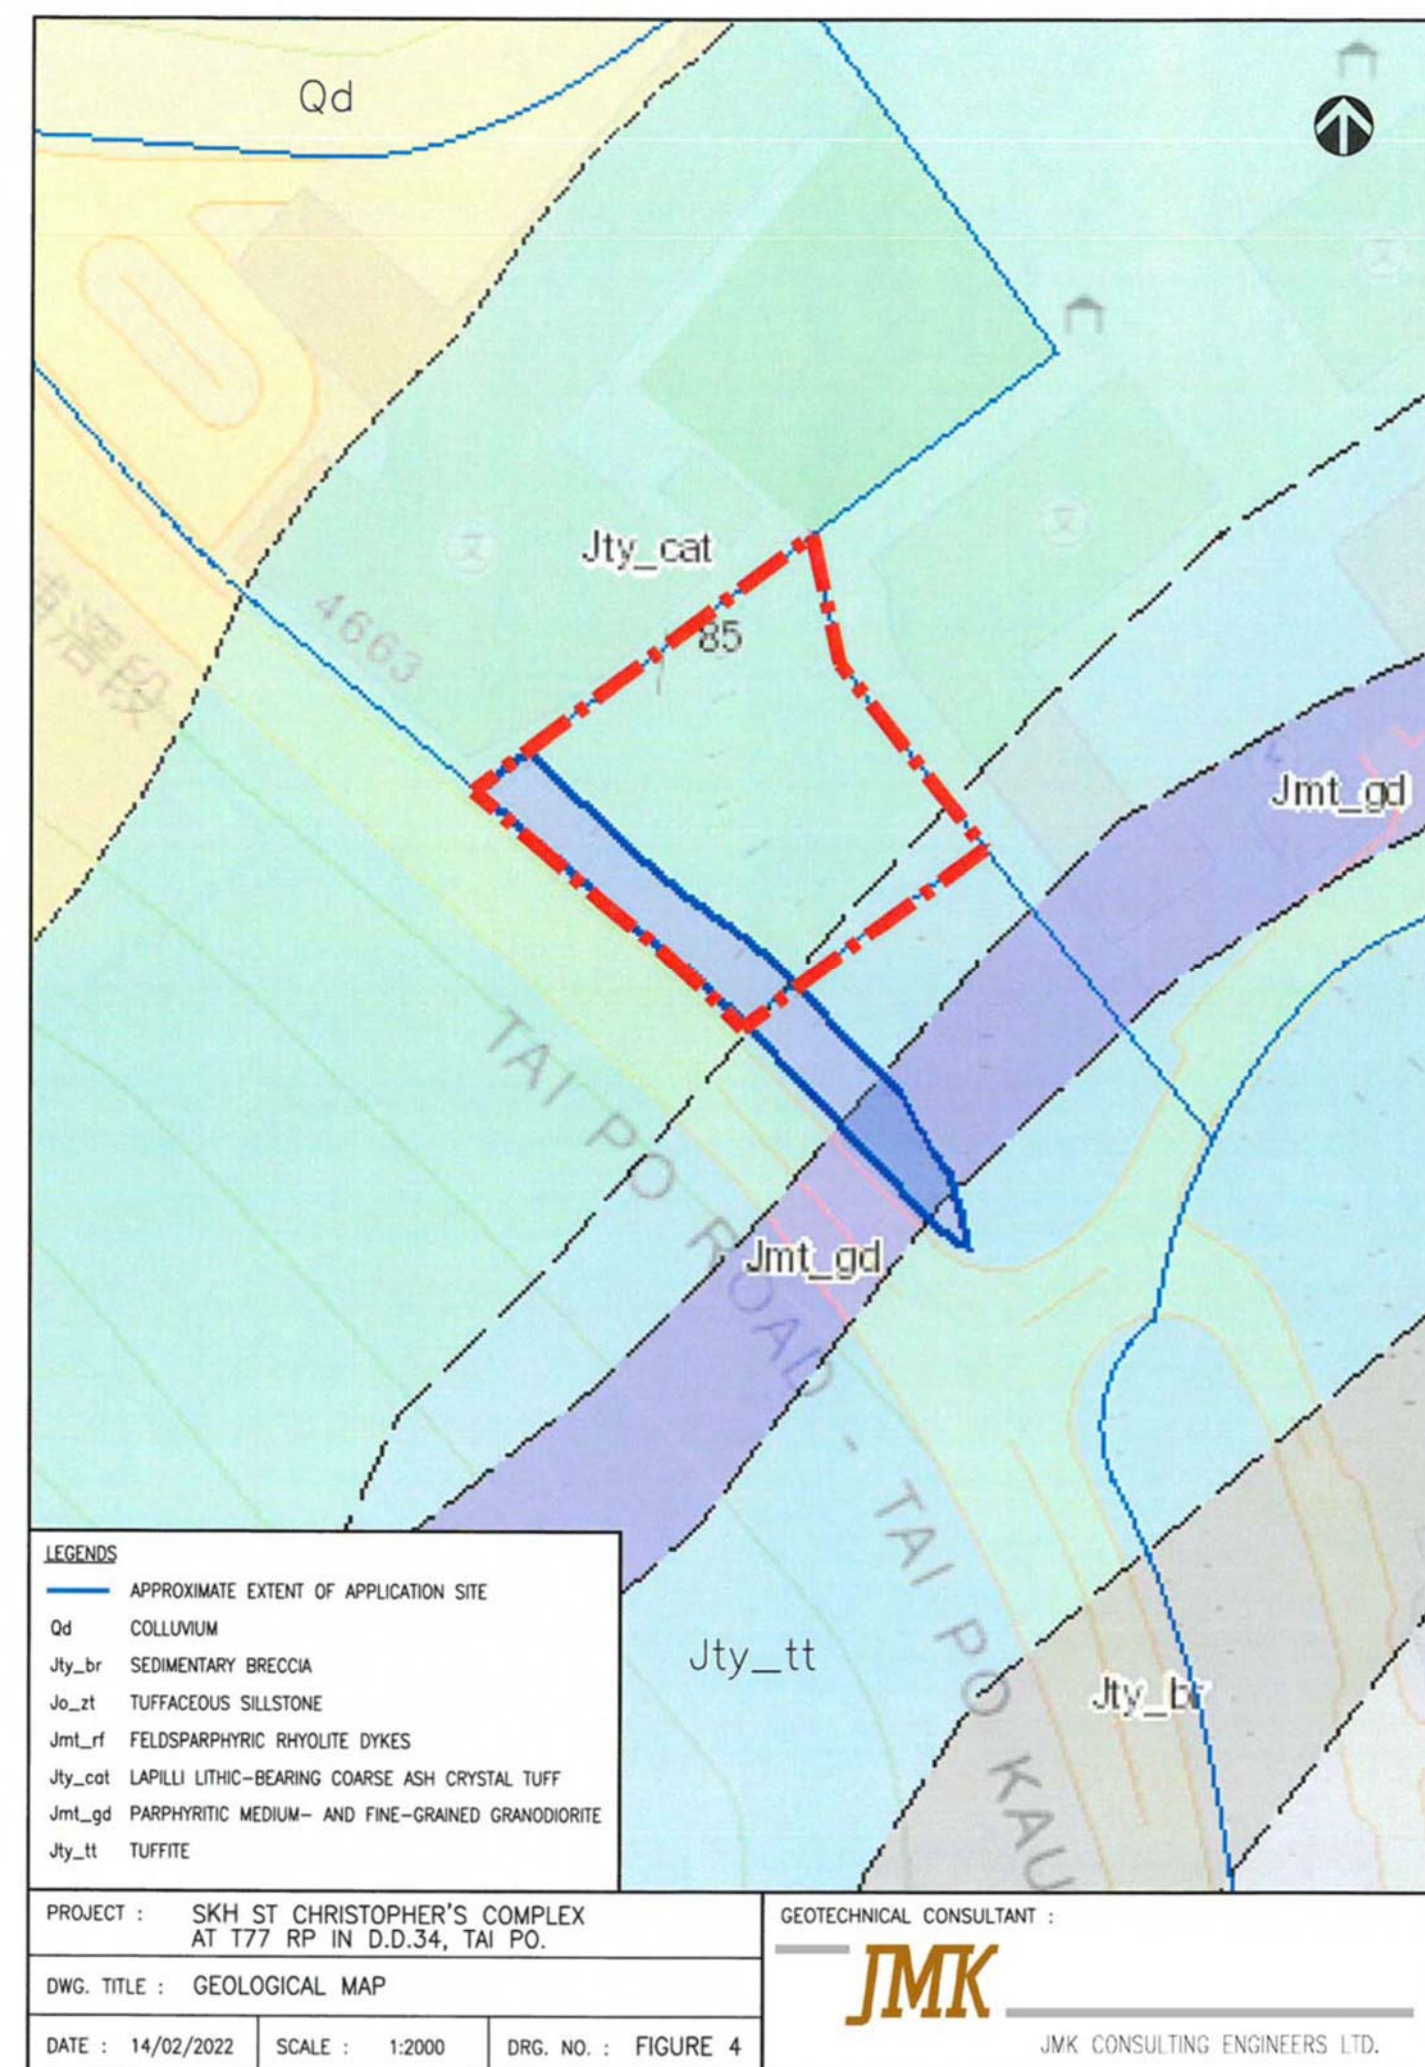 Qd
Jty_cat
4663
85
埔滘段
Jmt_gd
TAI PO ROAD - TAI PO KAU
Jmt_gd
Jty_tt
Jty_br
LEGENDS
APPROXIMATE EXTENT OF APPLICATION SITE
Qd COLLUVIUM
Jty_br SEDIMENTARY BRECCIA
Jo_zt TUFFACEOUS SILLSTONE
Jmt_rf FELDSPARPHYRIC RHYOLITE DYKES
Jty_cat LAPILLI LITHIC-BEARING COARSE ASH CRYSTAL TUFF
Jmt_gd PARPHYRITIC MEDIUM- AND FINE-GRAINED GRANODIORITE
Jty_tt TUFFITE
PROJECT : SKH ST CHRISTOPHER'S COMPLEX
AT T77 RP IN D.D.34, TAI PO.
DWG. TITLE : GEOLOGICAL MAP
DATE : 14/02/2022 SCALE : 1:2000 DRG. NO. : FIGURE 4
GEOTECHNICAL CONSULTANT :
JMK
JMK CONSULTING ENGINEERS LTD.